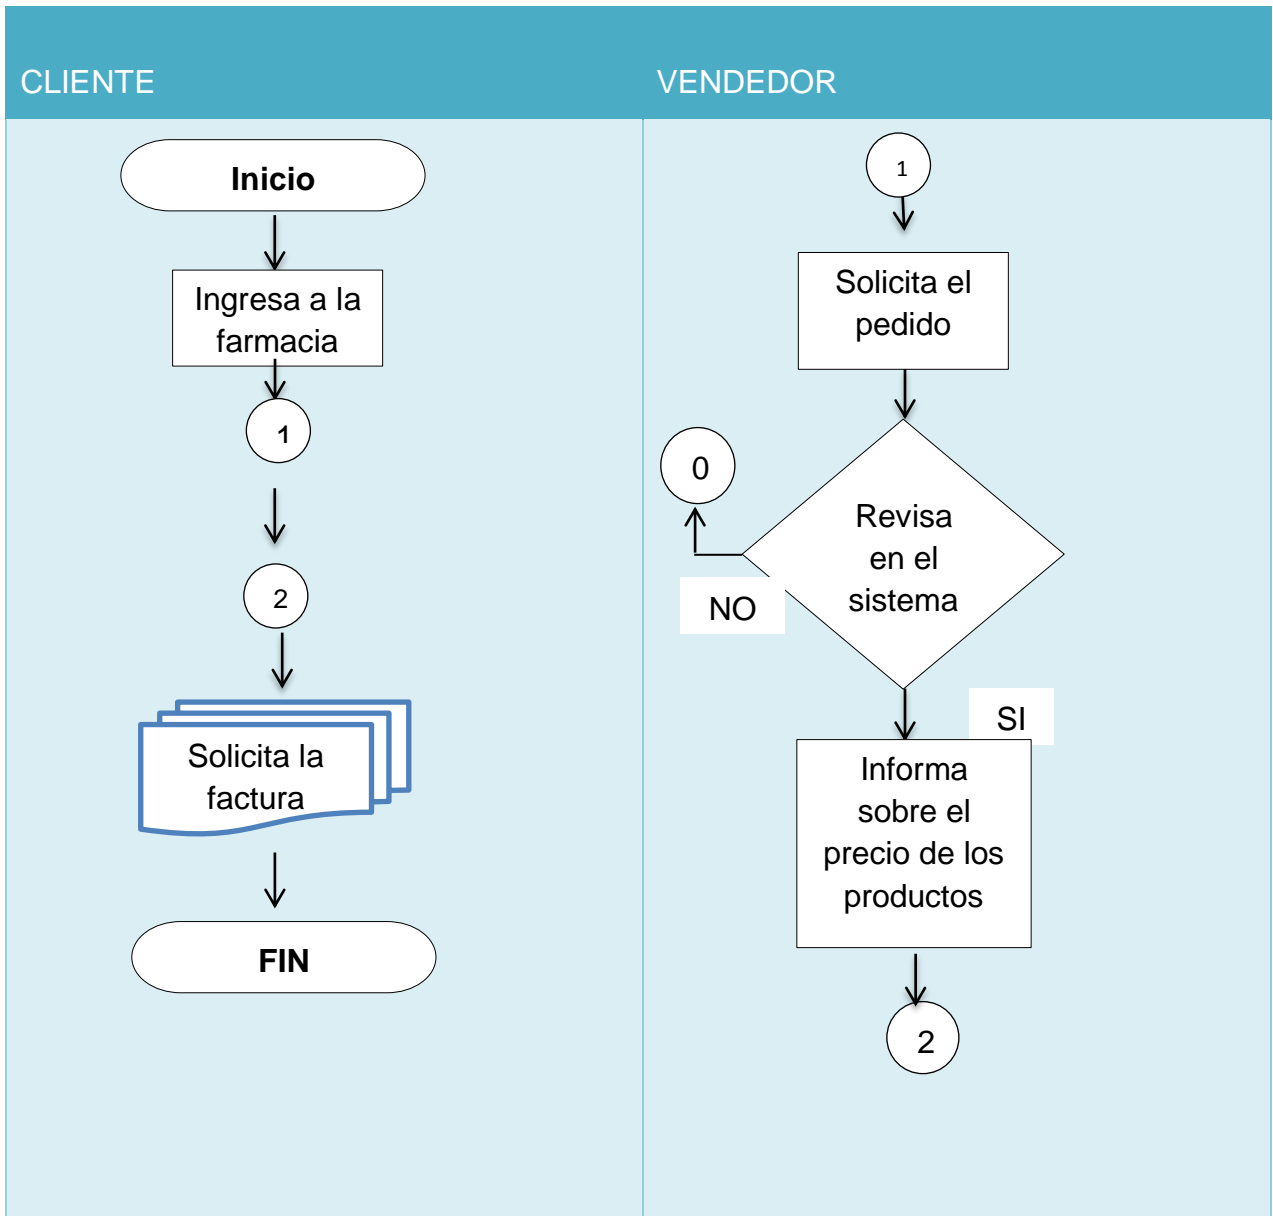 CLIENTE
VENDEDOR
Inicio
Ingresa a la
farmacia
1
2
Solicita la
factura
FIN
1
Solicita el
pedido
0
Revisa
en el
sistema
NO
SI
Informa
sobre el
precio de los
productos
2